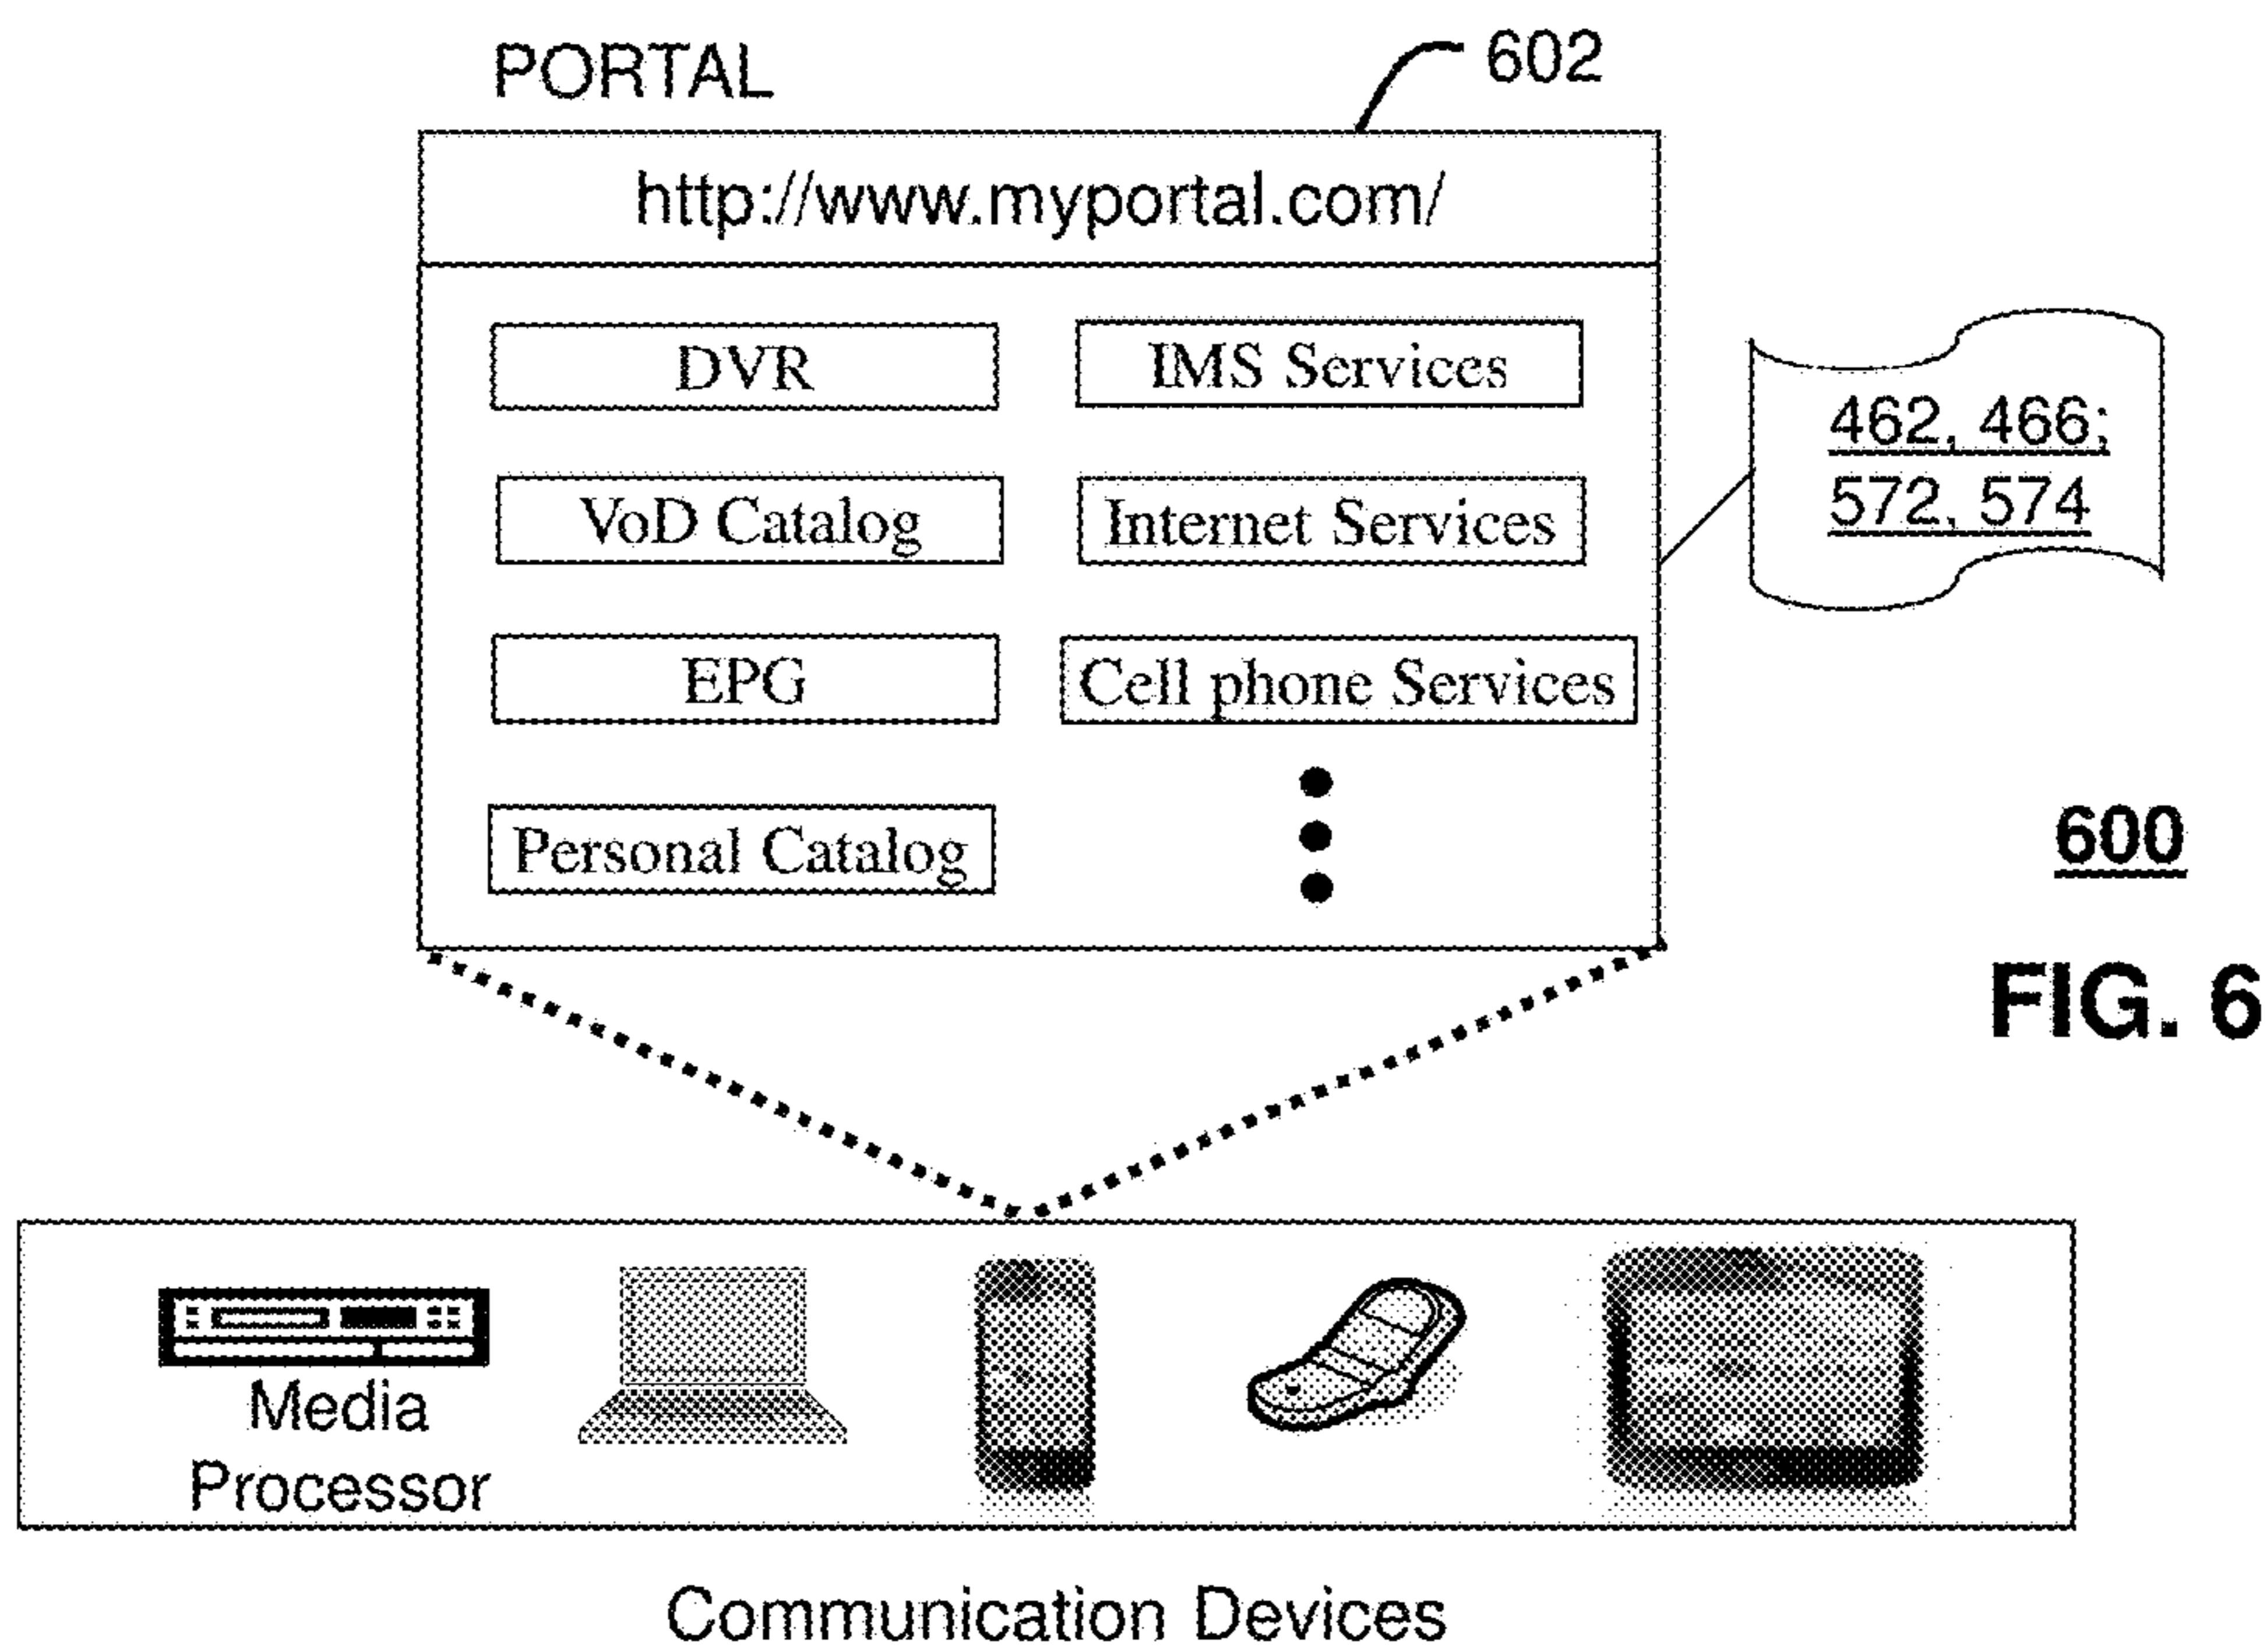 PORTAL
602
http://www.myportal.com/
DVR
IMS Services
VoD Catalog
Internet Services
EPG
Cell phone Services
Personal Catalog
462, 466;
572, 574
600
FIG. 6
Media
Processor
Communication Devices